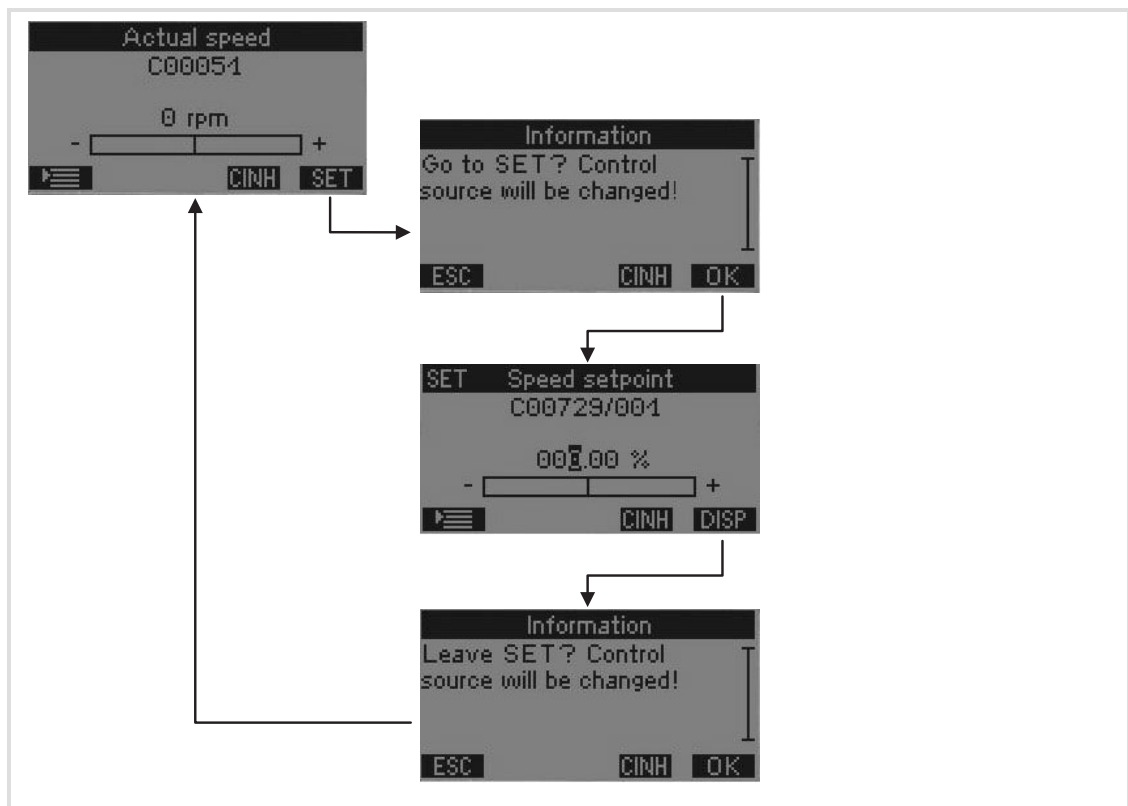 Actual speed
C00051
0 rpm
- +
CINH SET
Information
Go to SET? Control
source will be changed!
ESC CINH OK
SET Speed setpoint
C00729/001
000.00 %
- +
CINH DISP
Information
Leave SET? Control
source will be changed!
ESC CINH OK